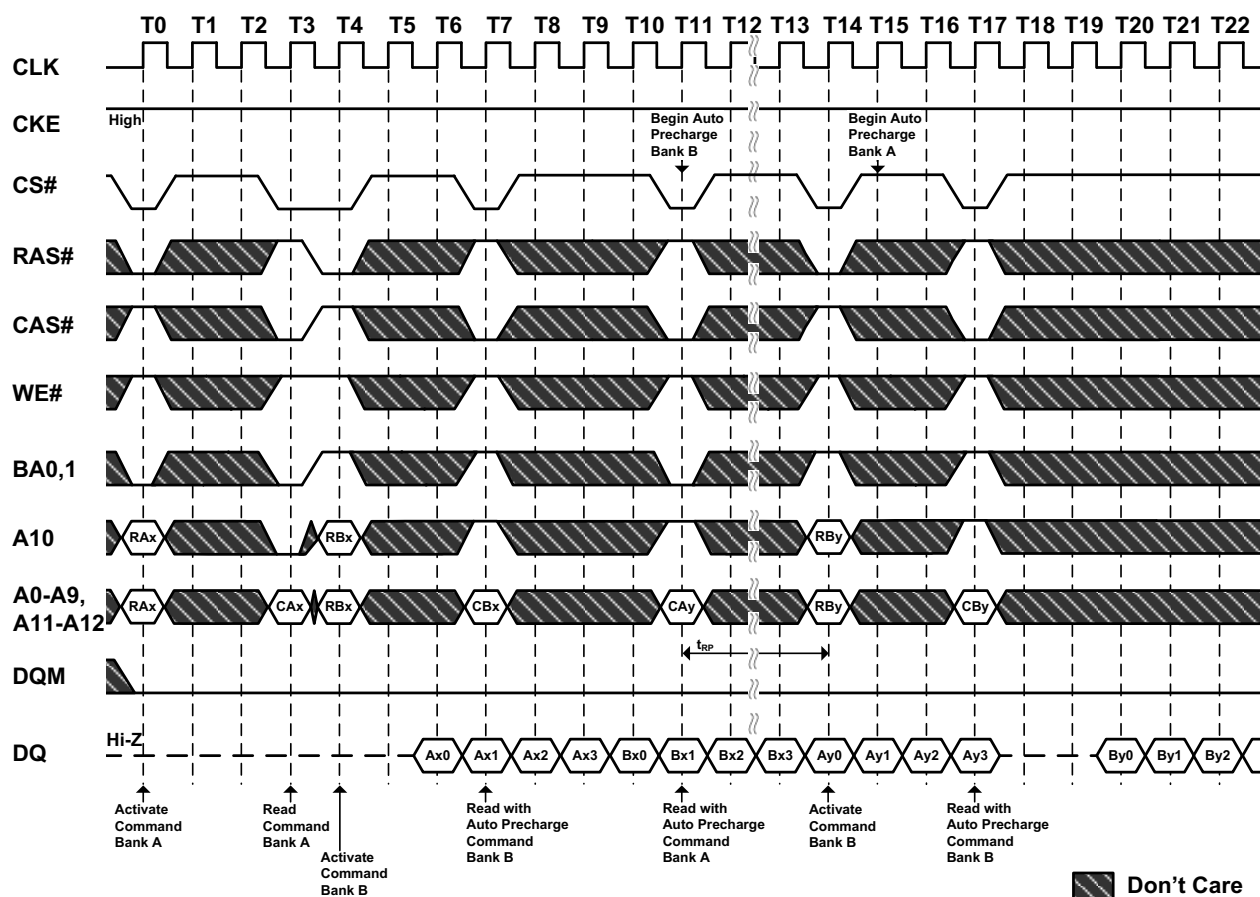 T0 T1 T2 T3 T4 T5 T6 T7 T8 T9 T10 T11 T12 T13 T14 T15 T16 T17 T18 T19 T20 T21 T22
CLK
CKE
High
Begin Auto
Precharge
Bank B
Begin Auto
Precharge
Bank A
CS#
RAS#
CAS#
WE#
BA0,1
A10
RAx RBx RBy
A0-A9,
A11-A12
RAx CAx RBx CBx CAy RBy CBy
tRP
DQM
DQ
Hi-Z
Ax0 Ax1 Ax2 Ax3 Bx0 Bx1 Bx2 Bx3 Ay0 Ay1 Ay2 Ay3 By0 By1 By2
Activate
Command
Bank A
Read
Command
Bank A
Activate
Command
Bank B
Read with
Auto Precharge
Command
Bank B
Read with
Auto Precharge
Command
Bank A
Activate
Command
Bank B
Read with
Auto Precharge
Command
Bank B
Don't Care